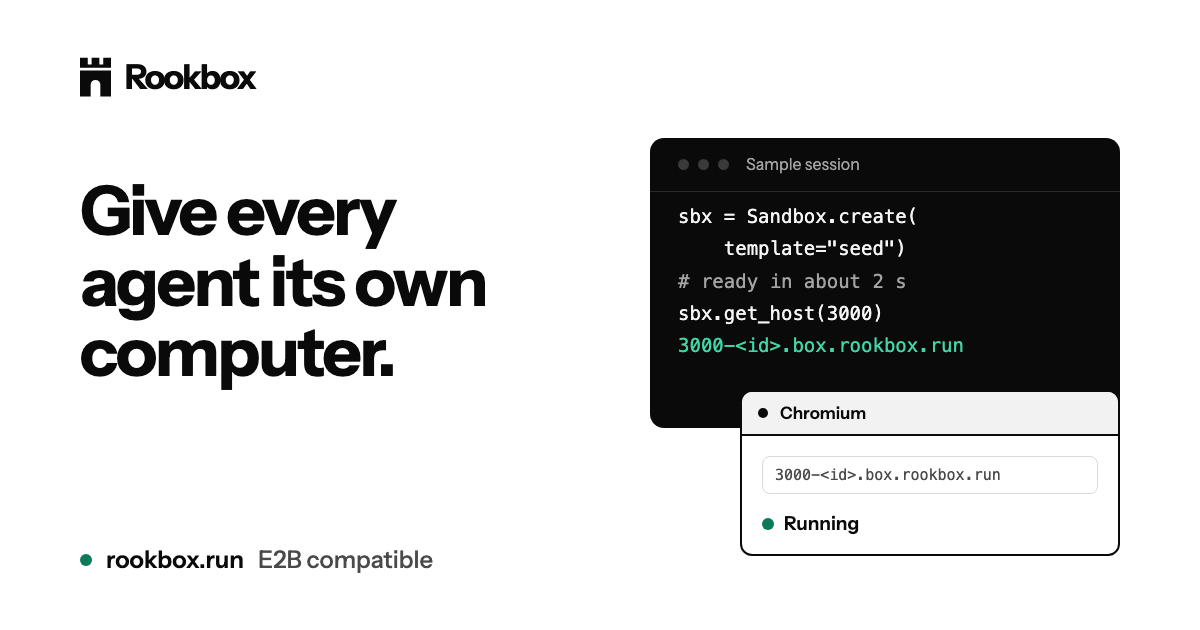 Rookbox
Give every
agent its own
computer.
rookbox.run E2B compatible
Sample session
sbx = Sandbox.create(
    template="seed")
# ready in about 2 s
sbx.get_host(3000)
3000-<id>.box.rookbox.run
Chromium
3000-<id>.box.rookbox.run
Running